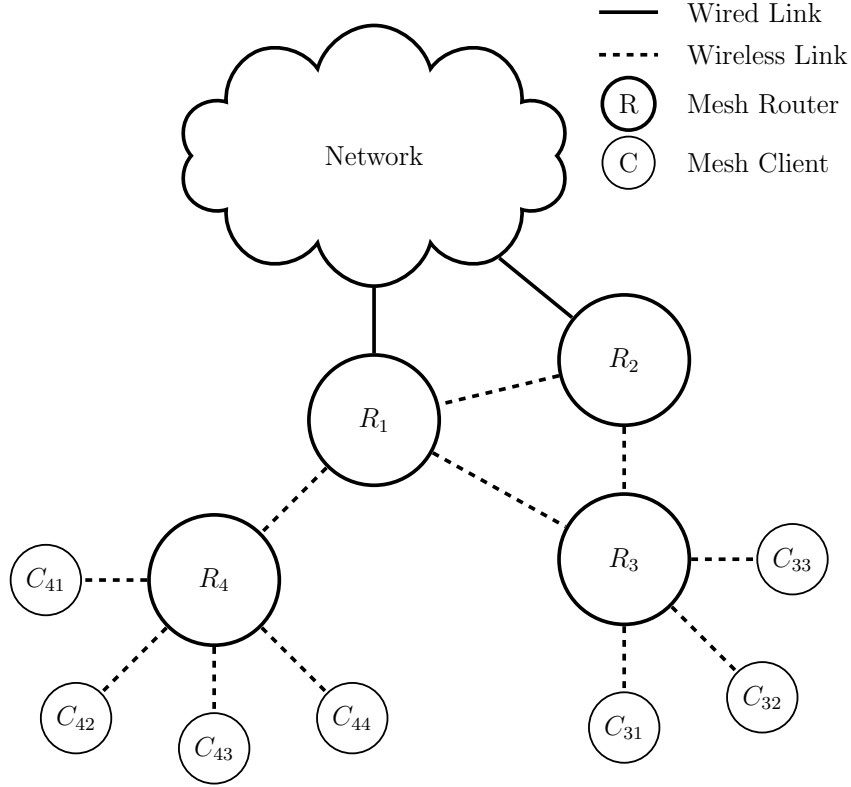 Wired Link
Wireless Link
R Mesh Router
C Mesh Client
Network
R₂
R₁
R₃
R₄
C₃₃
C₄₁
C₃₂
C₄₂
C₄₄
C₃₁
C₄₃